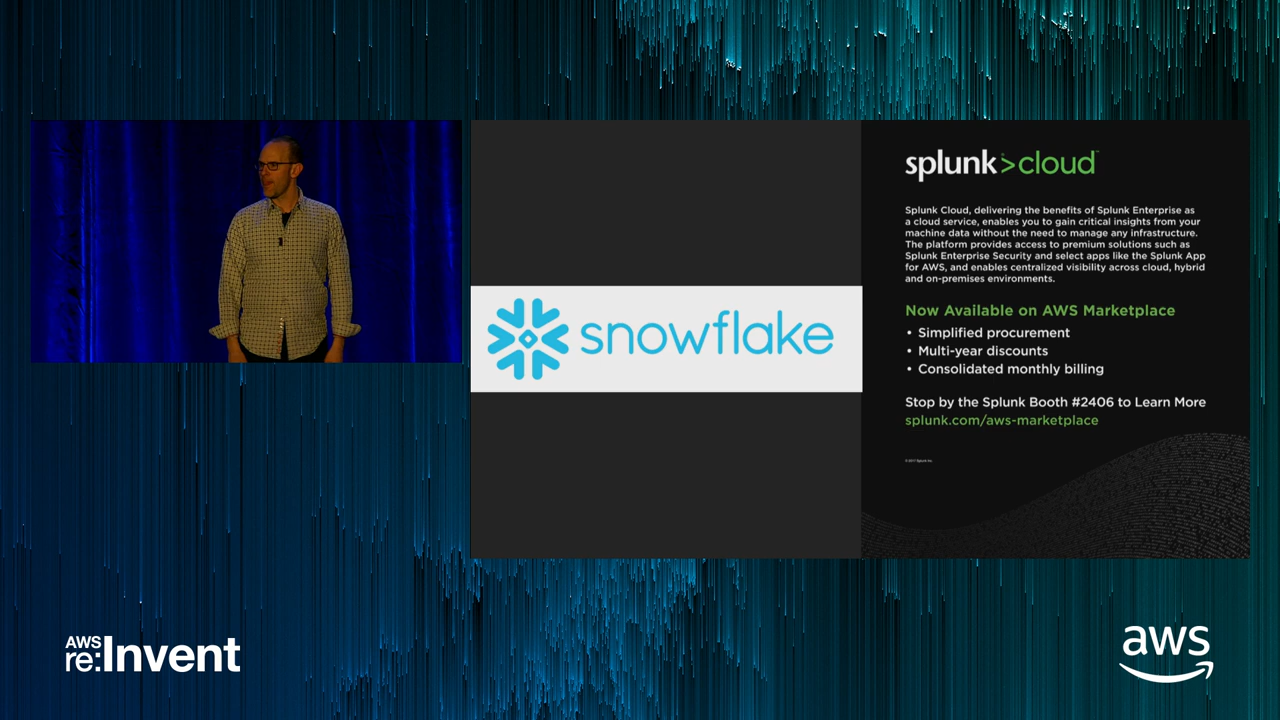 snowflake
splunk>cloud™
Splunk Cloud, delivering the benefits of Splunk Enterprise as
a cloud service, enables you to gain critical insights from your
machine data without the need to manage any infrastructure.
The platform provides access to premium solutions such as
Splunk Enterprise Security and select apps like the Splunk App
for AWS, and enables centralized visibility across cloud, hybrid
and on-premises environments.
Now Available on AWS Marketplace
• Simplified procurement
• Multi-year discounts
• Consolidated monthly billing
Stop by the Splunk Booth #2406 to Learn More
splunk.com/aws-marketplace
© 2017 Splunk Inc.
AWS
re:Invent
aws